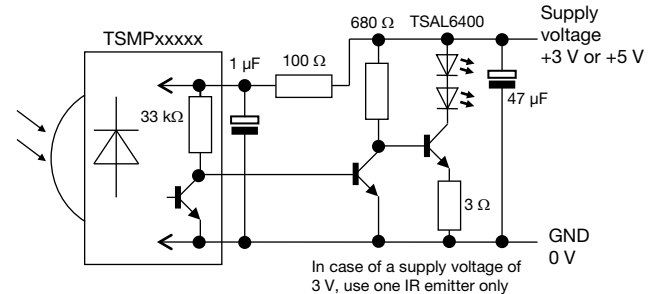 TSMPxxxxx
680 Ω
TSAL6400
Supply
voltage
+3 V or +5 V
1 µF
100 Ω
33 kΩ
47 µF
3 Ω
GND
0 V
In case of a supply voltage of
3 V, use one IR emitter only